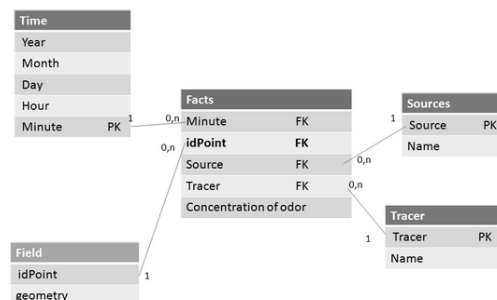 Time
Year
Month
Day
Hour
Minute PK
1
0,n
0,n
Facts
Minute FK
idPoint FK
Source FK
Tracer FK
Concentration of odor
0,n
0,n
1
1
Sources
Source PK
Name
Tracer
Tracer PK
Name
Field
idPoint
1
geometry